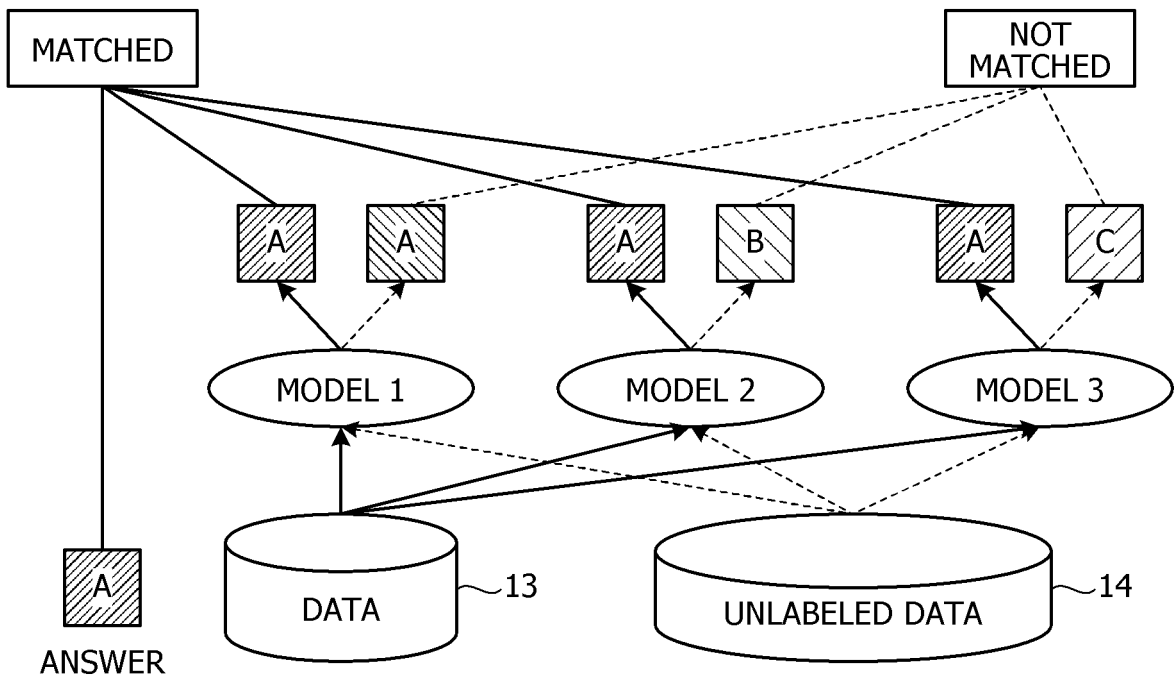 MATCHED
NOT
MATCHED
A
A
A
B
A
C
MODEL 1
MODEL 2
MODEL 3
A
ANSWER
DATA
13
UNLABELED DATA
14